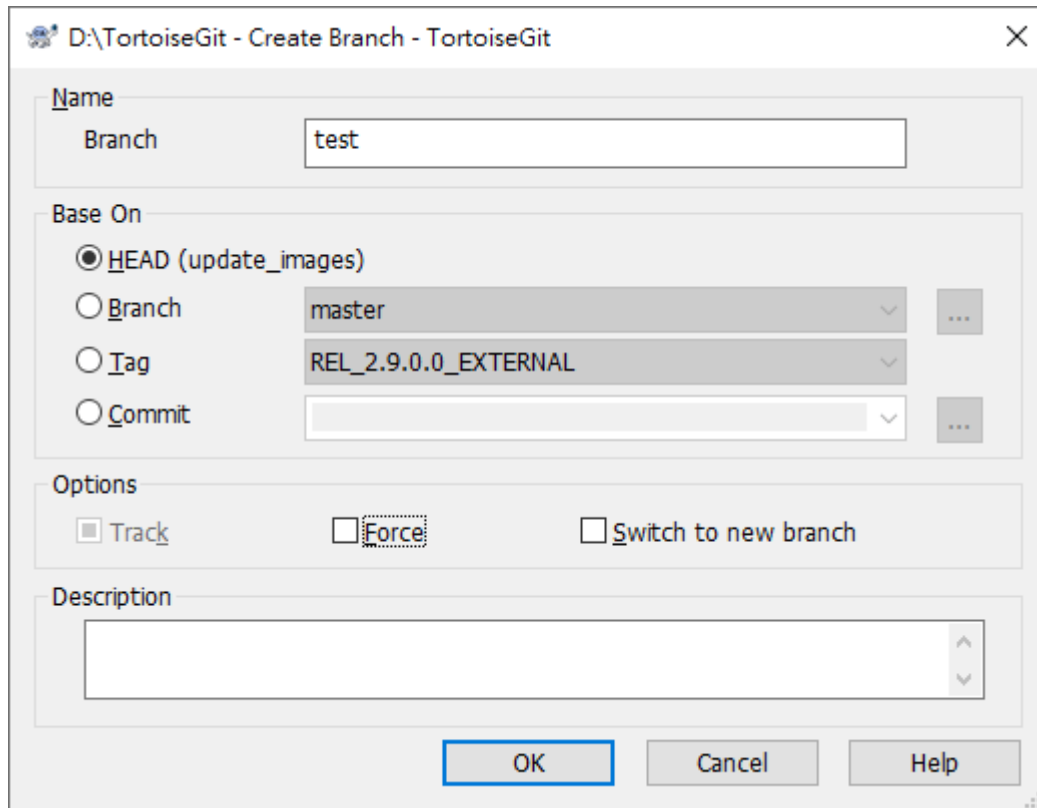 D:\TortoiseGit - Create Branch - TortoiseGit
Name
Branch test
Base On
HEAD (update_images)
Branch master ...
Tag REL_2.9.0.0_EXTERNAL
Commit ...
Options
Track Force Switch to new branch
Description
OK Cancel Help